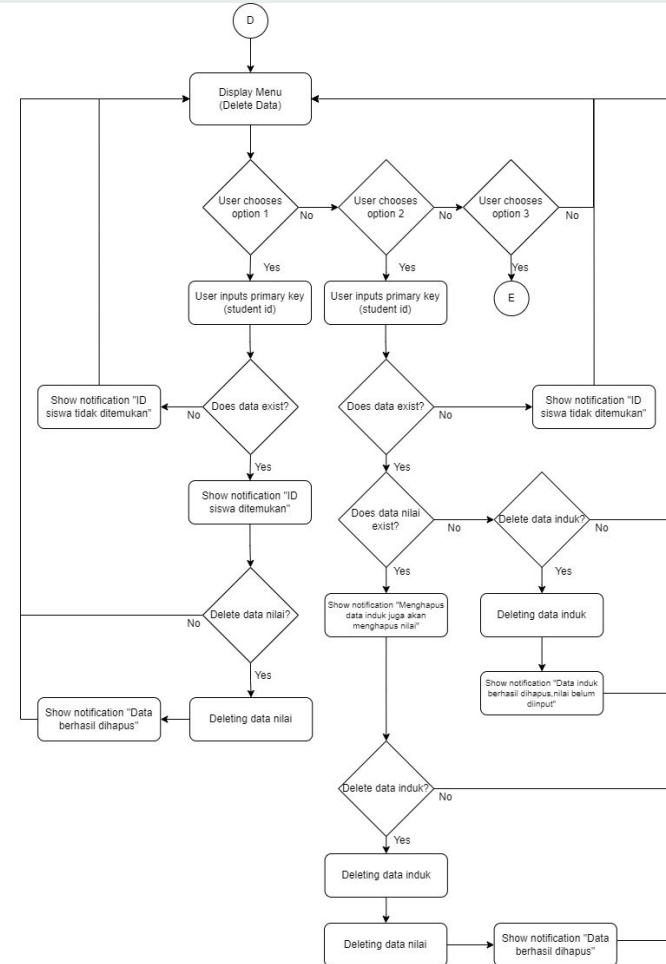 D
Display Menu
(Delete Data)
User chooses
option 1
No
User chooses
option 2
No
User chooses
option 3
No
Yes
Yes
Yes
User inputs primary key
(student id)
User inputs primary key
(student id)
E
Show notification "ID
siswa tidak ditemukan"
No
Does data exist?
Does data exist?
No
Show notification "ID
siswa tidak ditemukan"
Yes
Yes
Show notification "ID
siswa ditemukan"
Does data nilai
exist?
No
Delete data induk?
No
Yes
Yes
Delete data nilai?
No
Show notification "Menghapus
data induk juga akan
menghapus nilai"
Deleting data induk
Yes
Show notification "Data induk
berhasil dihapus,nilai belum
diinput"
Show notification "Data
berhasil dihapus"
Deleting data nilai
Delete data induk?
No
Yes
Deleting data induk
Deleting data nilai
Show notification "Data
berhasil dihapus"